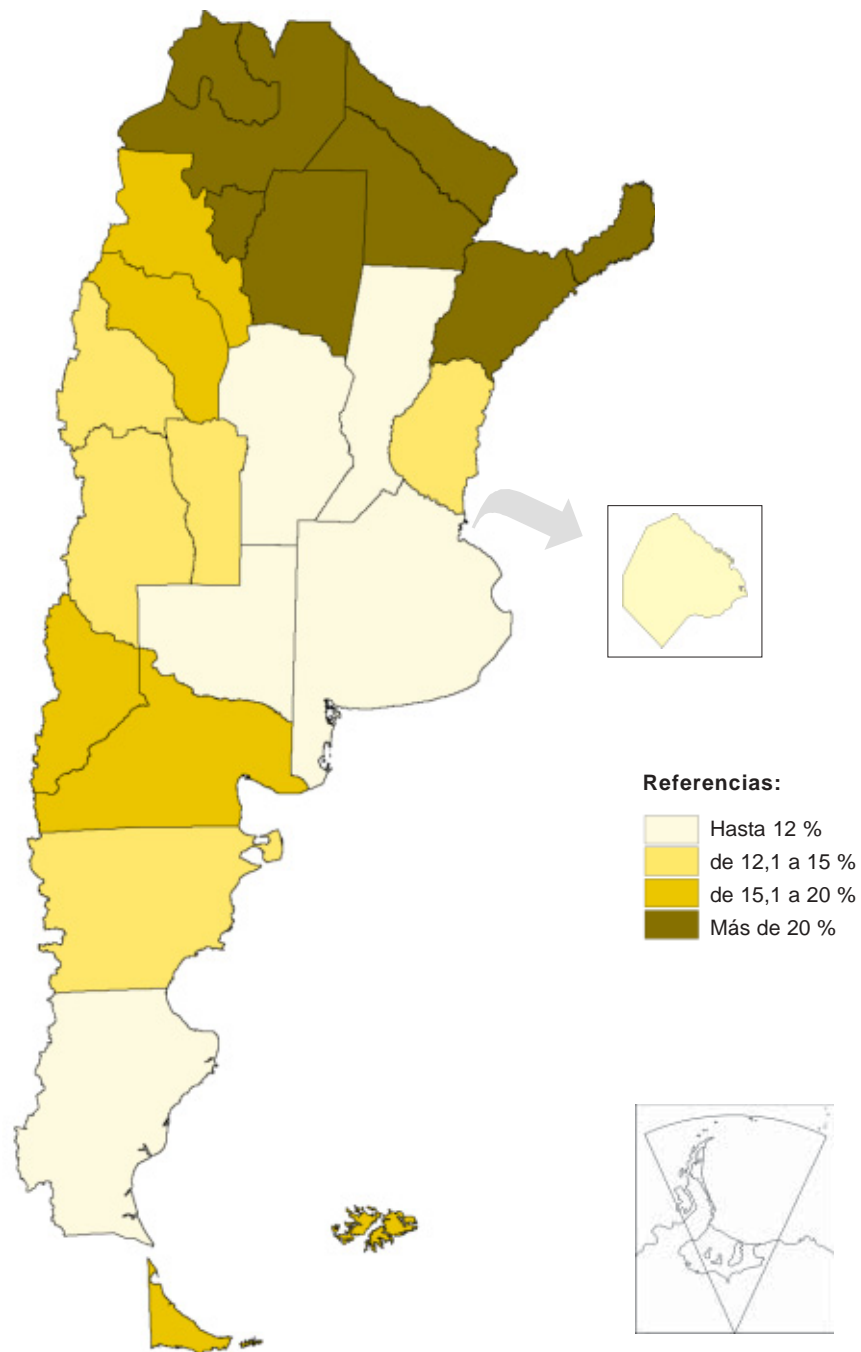 Referencias:
Hasta 12 %
de 12,1 a 15 %
de 15,1 a 20 %
Más de 20 %